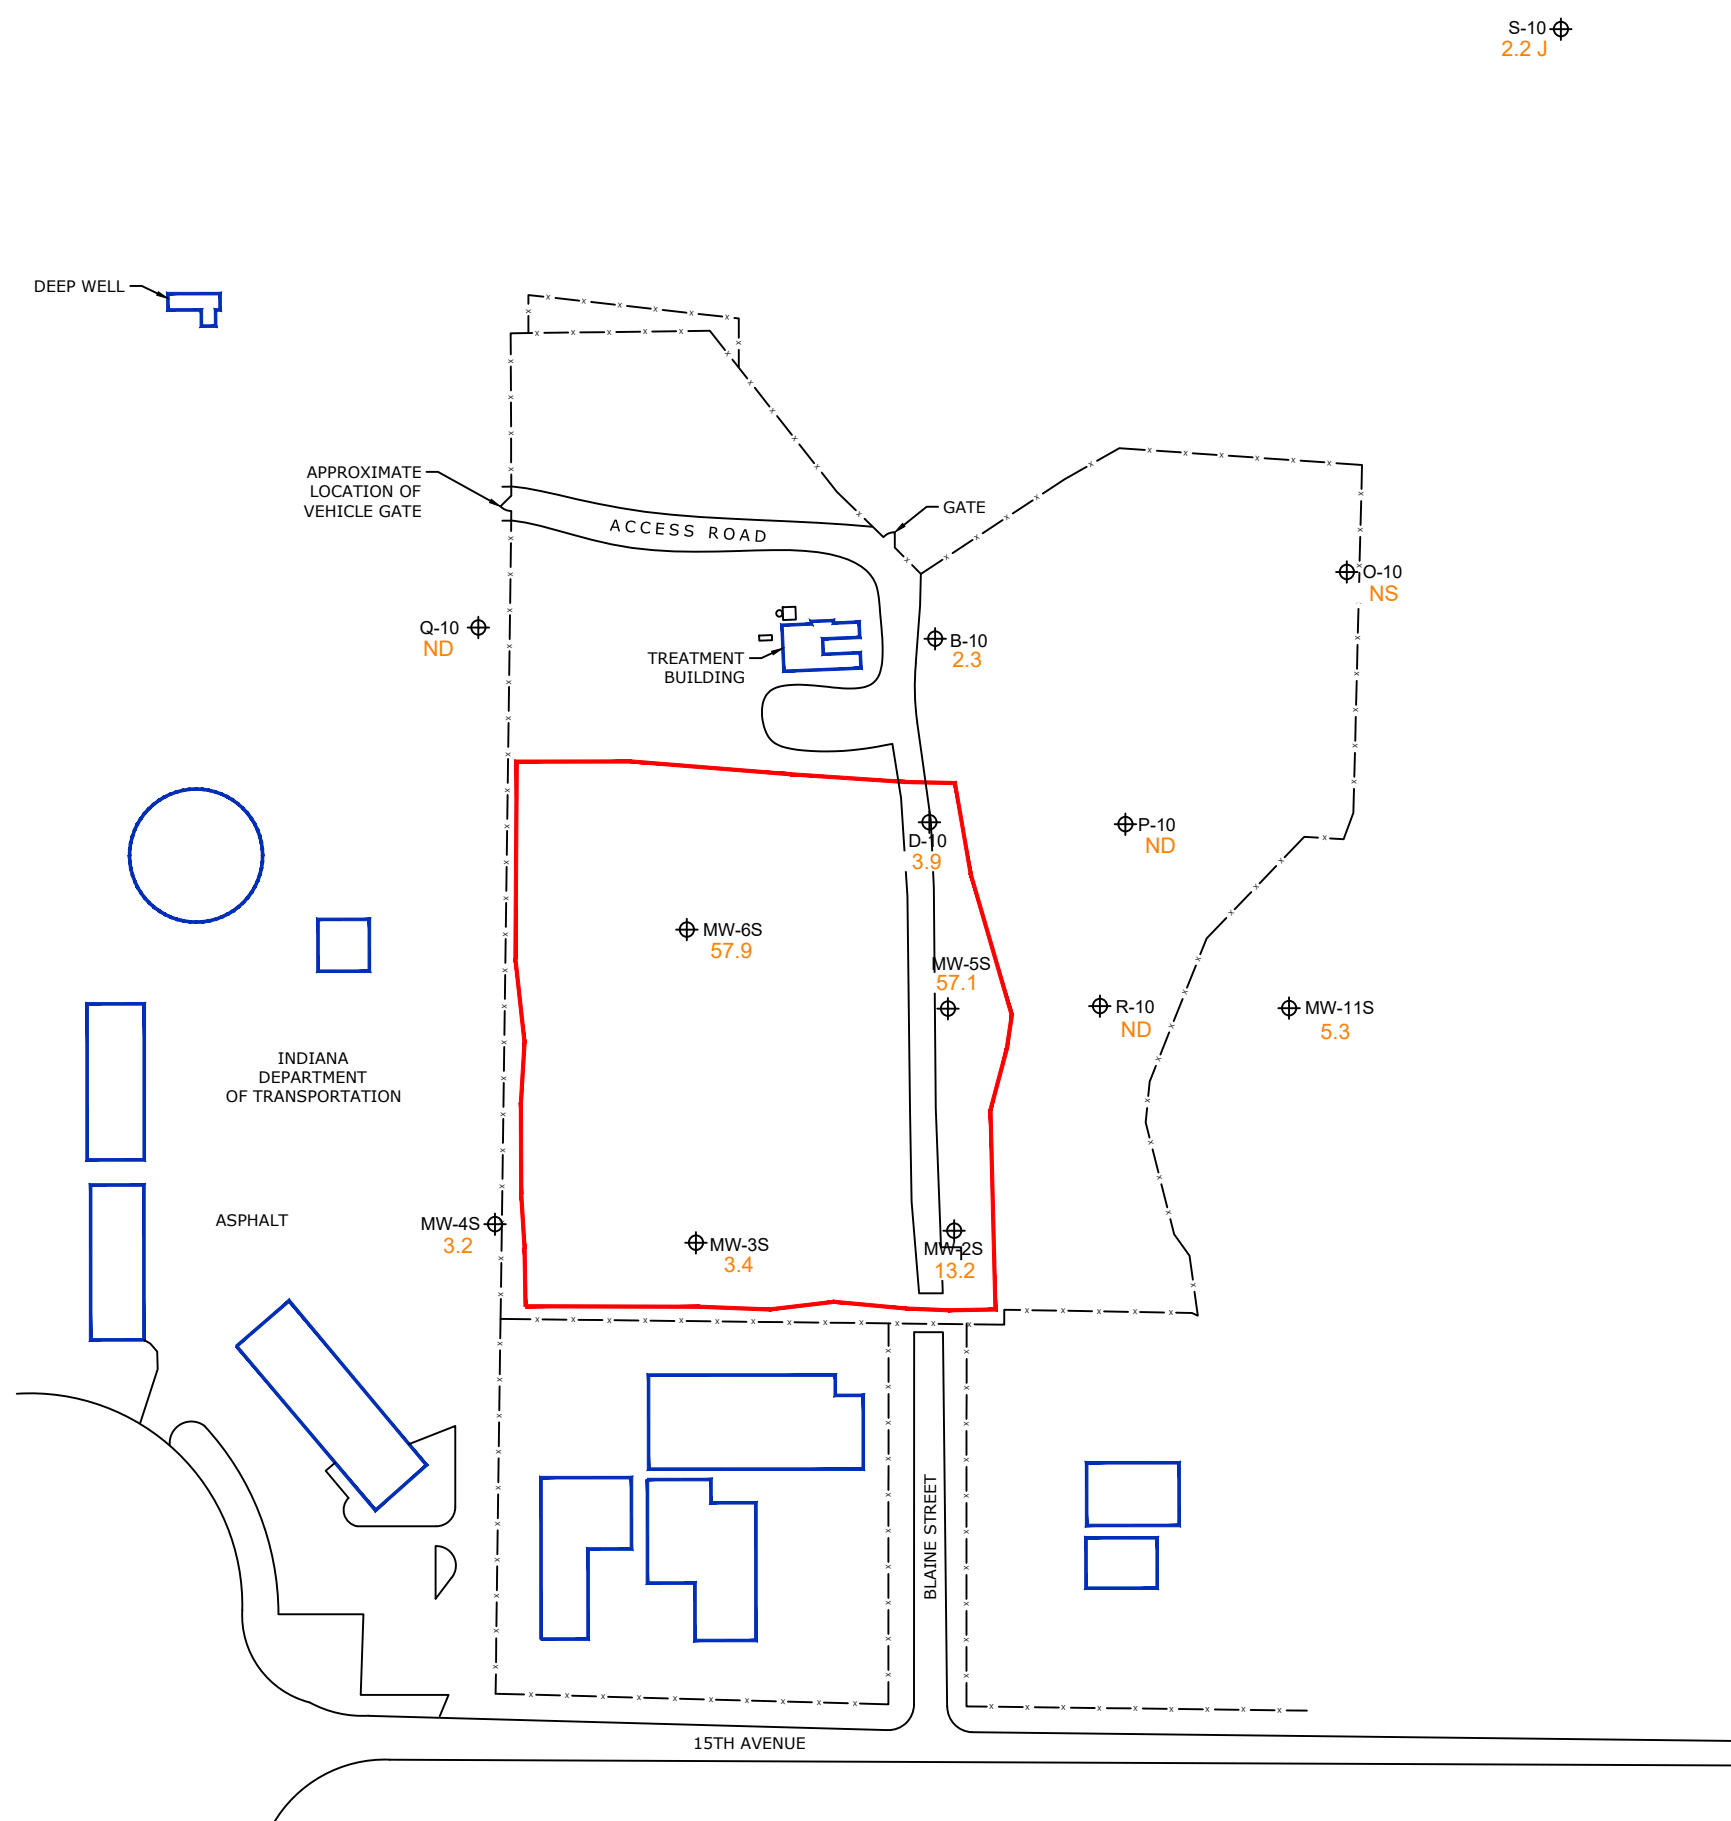 S-10
2.2 J
DEEP WELL
APPROXIMATE
LOCATION OF
VEHICLE GATE
GATE
ACCESS ROAD
O-10
NS
Q-10
ND
B-10
2.3
TREATMENT
BUILDING
P-10
ND
D-10
3.9
MW-6S
57.9
MW-5S
57.1
R-10
ND
MW-11S
5.3
INDIANA
DEPARTMENT
OF TRANSPORTATION
ASPHALT
MW-4S
3.2
MW-3S
3.4
MW-2S
13.2
BLAINE STREET
15TH AVENUE